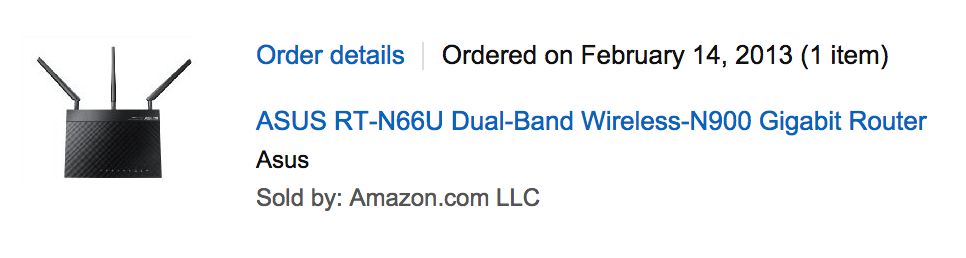 Order details | Ordered on February 14, 2013 (1 item)
ASUS RT-N66U Dual-Band Wireless-N900 Gigabit Router
Asus
Sold by: Amazon.com LLC